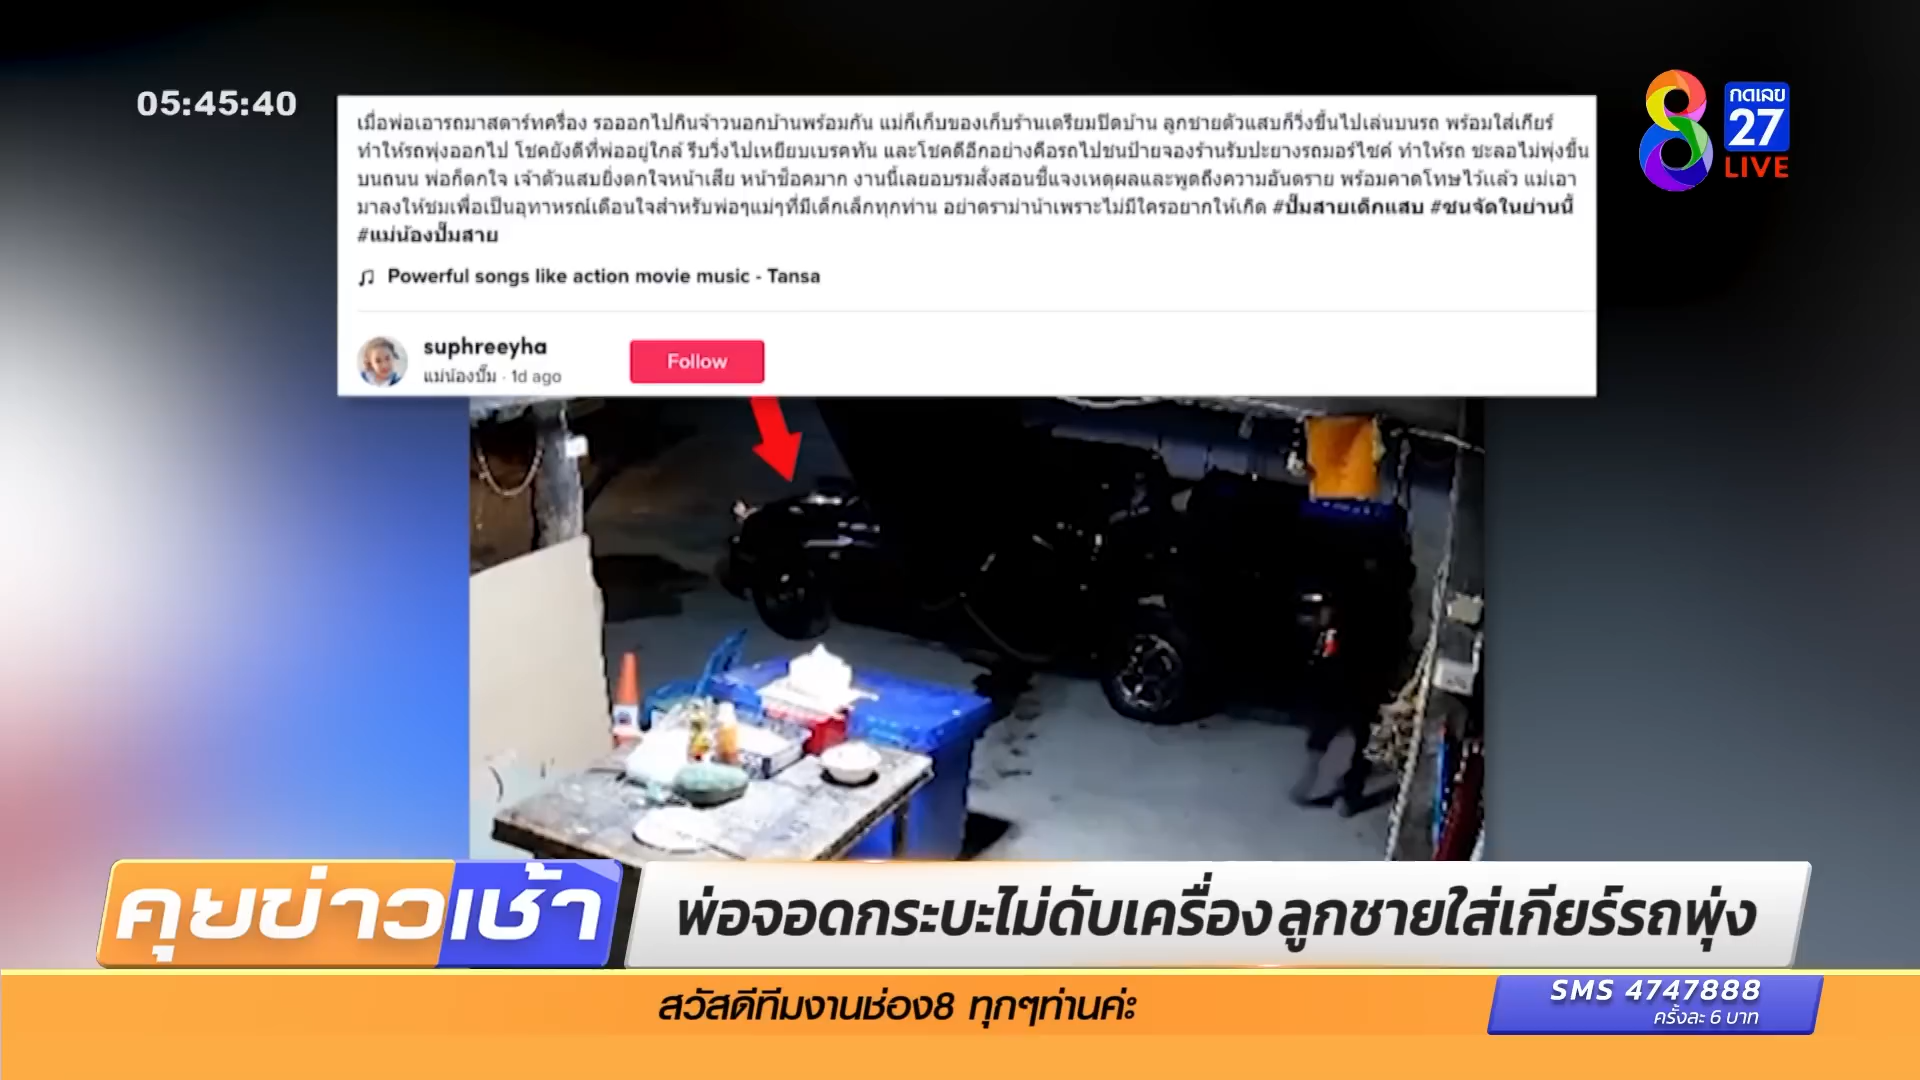 05:45:40
กดเลข
27
LIVE
8
เมื่อพ่อเอารถมาสตาร์ทครื่อง รอออกไปกินจ๋าวนอกบ้านพร้อมกัน แม่ก็เก็บของเก็บร้านเตรียมปิดบ้าน ลูกชายตัวแสบก็วิ่งขึ้นไปเล่นบนรถ พร้อมใส่เกียร์
ทำให้รถพุ่งออกไป โชคยังดีที่พ่ออยู่ใกล้ รีบวิ่งไปเหยียบเบรคทัน และโชคดีอีกอย่างคือรถไปชนป้ายจองร้านรับปะยางรถมอร์ไซค์ ทำให้รถ ชะลอไม่พุ่งขึ้น
บนถนน พ่อก็ตกใจ เจ้าตัวแสบยิ่งตกใจหน้าเสีย หน้าช็อคมาก งานนี้เลยอบรมสั่งสอนชี้แจงเหตุผลและพูดถึงความอันตราย พร้อมคาดโทษไว้แล้ว แม่เอา
มาลงให้ชมเพื่อเป็นอุทาหรณ์เตือนใจสำหรับพ่อๆแม่ๆที่มีเด็กเล็กทุกท่าน อย่าดราม่าน้าเพราะไม่มีใครอยากให้เกิด #ปั๊มสายเด็กแสบ #ซนจัดในย่านนี้
#แม่น้องปั๊มสาย
Powerful songs like action movie music - Tansa
suphreeyha
แม่น้องปั๊ม · 1d ago
Follow
คุยข่าวเช้า
พ่อจอดกระบะไม่ดับเครื่อง ลูกชายใส่เกียร์รถพุ่ง
สวัสดีทีมงานช่อง8 ทุกๆท่านค่ะ
SMS 4747888
ครั้งละ 6 บาท